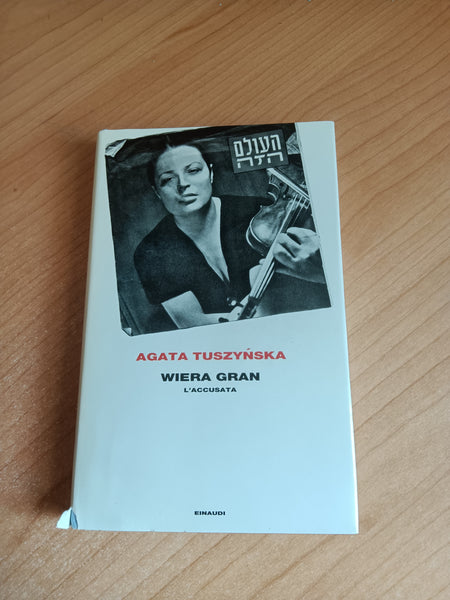 העולם
הזה
AGATA TUSZYŃSKA
WIERA GRAN
L'ACCUSATA
EINAUDI